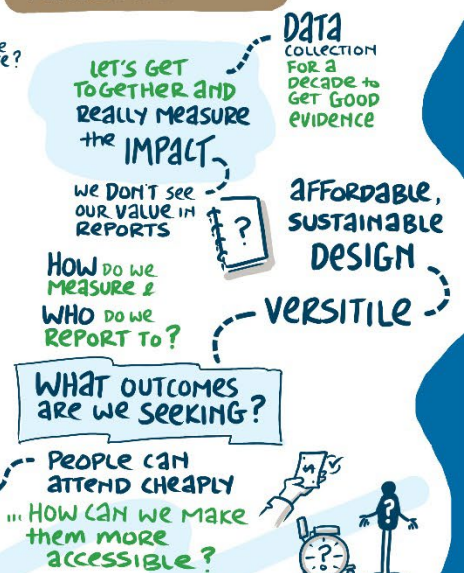 DATA
COLLECTION
FOR a
DeCaDe to
GeT GOOD
eviDeNCe
LeT'S GeT
TOGeTHeR aND
ReaLLY MeaSURe
the IMPaCT
We DON'T See
OUR VaLUe IN
RePORTS
?
aFFORDaBLe,
SUSTaiNaBLe
DeSiGN
VeRSiTiLe
HOW DO We
MeaSURe &
WHO DO We
RePORT TO?
WHaT OUTCOMeS
aRe We SeeKiNG?
PeOPLe CaN
aTTeND CHeaPLY
... HOW CaN We MaKe
them MORe
aCCeSSiBLe?
?
?